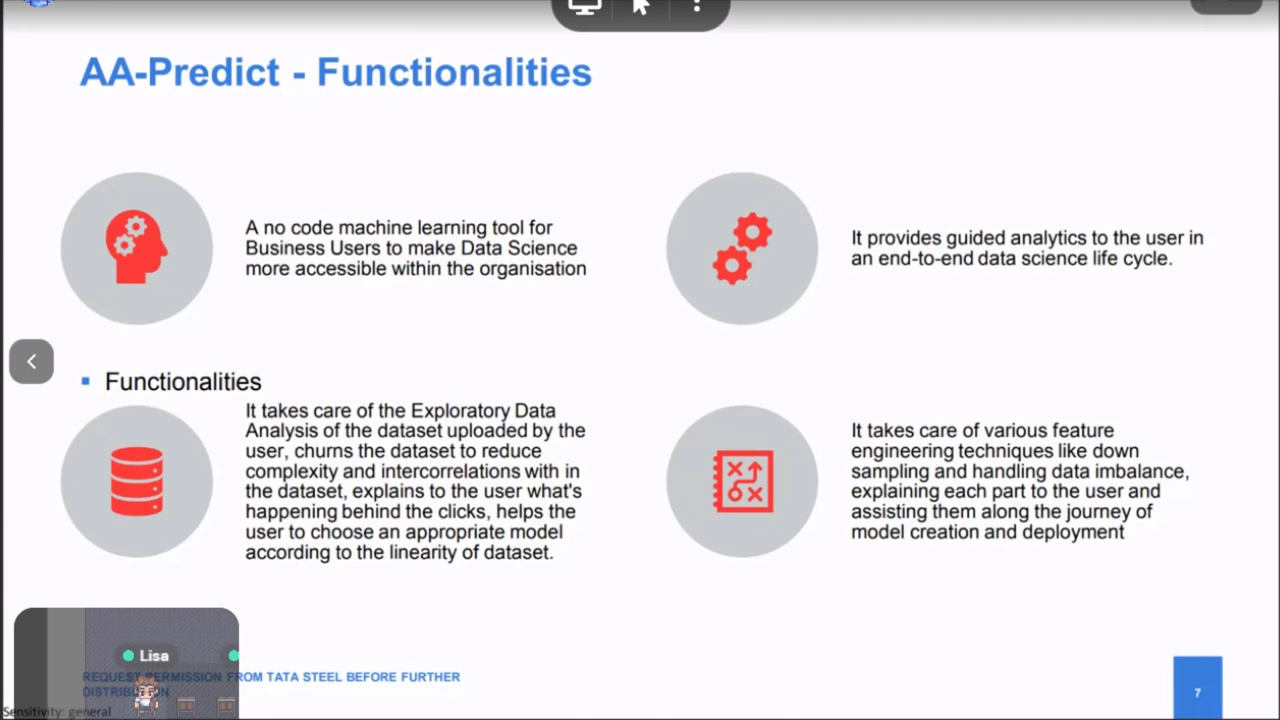 AA-Predict - Functionalities
A no code machine learning tool for
Business Users to make Data Science
more accessible within the organisation
It provides guided analytics to the user in
an end-to-end data science life cycle.
Functionalities
It takes care of the Exploratory Data
Analysis of the dataset uploaded by the
user, churns the dataset to reduce
complexity and intercorrelations with in
the dataset, explains to the user what's
happening behind the clicks, helps the
user to choose an appropriate model
according to the linearity of dataset.
It takes care of various feature
engineering techniques like down
sampling and handling data imbalance,
explaining each part to the user and
assisting them along the journey of
model creation and deployment
Lisa
REQUEST PERMISSION FROM TATA STEEL BEFORE FURTHER
DISTRIBUTION
7
Sensitivity: general